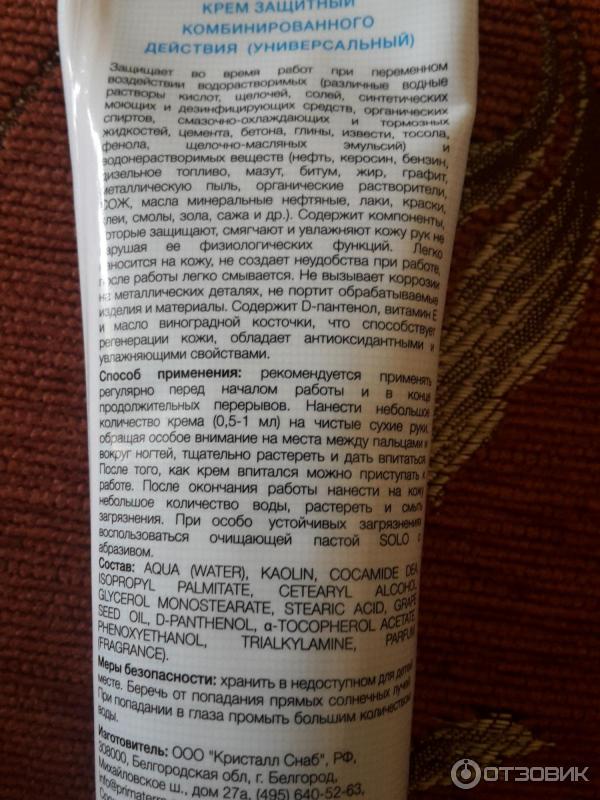 КРЕМ ЗАЩИТНЫЙ
КОМБИНИРОВАННОГО
ДЕЙСТВИЯ (УНИВЕРСАЛЬНЫЙ)
Защищает во время работ при переменном
воздействии водорастворимых (различные водные
растворы кислот, щелочей, солей, синтетических
моющих и дезинфицирующих средств, органических
спиртов, смазочно-охлаждающих и тормозных
жидкостей, цемента, бетона, глины, извести, тосола,
фенола, щелочно-масляных эмульсий) и
водонерастворимых веществ (нефть, керосин, бензин,
дизельное топливо, мазут, битум, жир, графит,
металлическую пыль, органические растворители,
СОЖ, масла минеральные нефтяные, лаки, краски,
клеи, смолы, зола, сажа и др.). Содержит компоненты,
которые защищают, смягчают и увлажняют кожу рук не
нарушая ее физиологических функций. Легко
наносится на кожу, не создает неудобства при работе,
после работы легко смывается. Не вызывает коррозии
на металлических деталях, не портит обрабатываемые
изделия и материалы. Содержит D-пантенол, витамин Е
и масло виноградной косточки, что способствует
регенерации кожи, обладает антиоксидантными и
увлажняющими свойствами.
Способ применения: рекомендуется применять
регулярно перед началом работы и в конце
продолжительных перерывов. Нанести небольшое
количество крема (0,5-1 мл) на чистые сухие руки,
обращая особое внимание на места между пальцами и
вокруг ногтей, тщательно растереть и дать впитаться.
После того, как крем впитался можно приступать к
работе. После окончания работы нанести на кожу
небольшое количество воды, растереть и смыть
загрязнения. При особо устойчивых загрязнения
воспользоваться очищающей пастой SOLO с
абразивом.
Состав: AQUA (WATER), KAOLIN, COCAMIDE DEA,
ISOPROPYL PALMITATE, CETEARYL ALCOHOL,
GLYCEROL MONOSTEARATE, STEARIC ACID, GRAPE
SEED OIL, D-PANTHENOL, α-TOCOPHEROL ACETATE,
PHENOXYETHANOL, TRIALKYLAMINE, PARFUM
(FRAGRANCE).
Меры безопасности: хранить в недоступном для детей
месте. Беречь от попадания прямых солнечных лучей.
При попадании в глаза промыть большим количеством
воды.
Изготовитель: ООО "Кристалл Снаб", РФ,
308000, Белгородская обл, г. Белгород,
Михайловское ш., дом 27а, (495) 640-52-63,
ОТЗОВИК